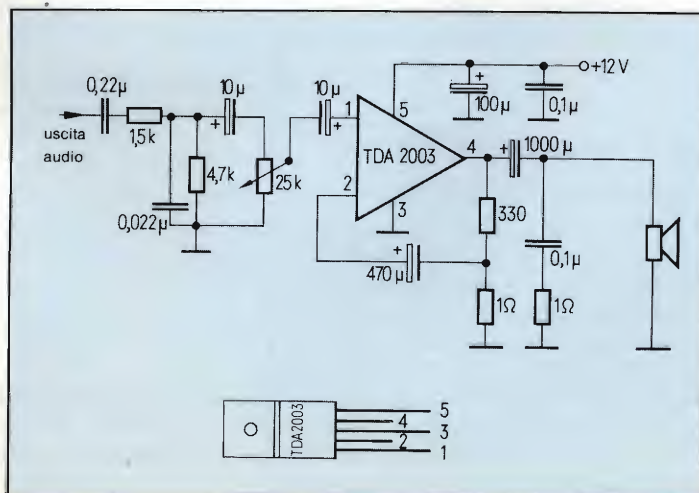 0,22µ
1,5k
10µ
10µ
+
+
+
100µ
0,1µ
+12V
uscita
audio
4,7k
25k
0,022µ
1
2
5
TDA 2003
3
4
+
1000µ
330
+
470µ
1Ω
0,1µ
1Ω
TDA2003
5
4
3
2
1